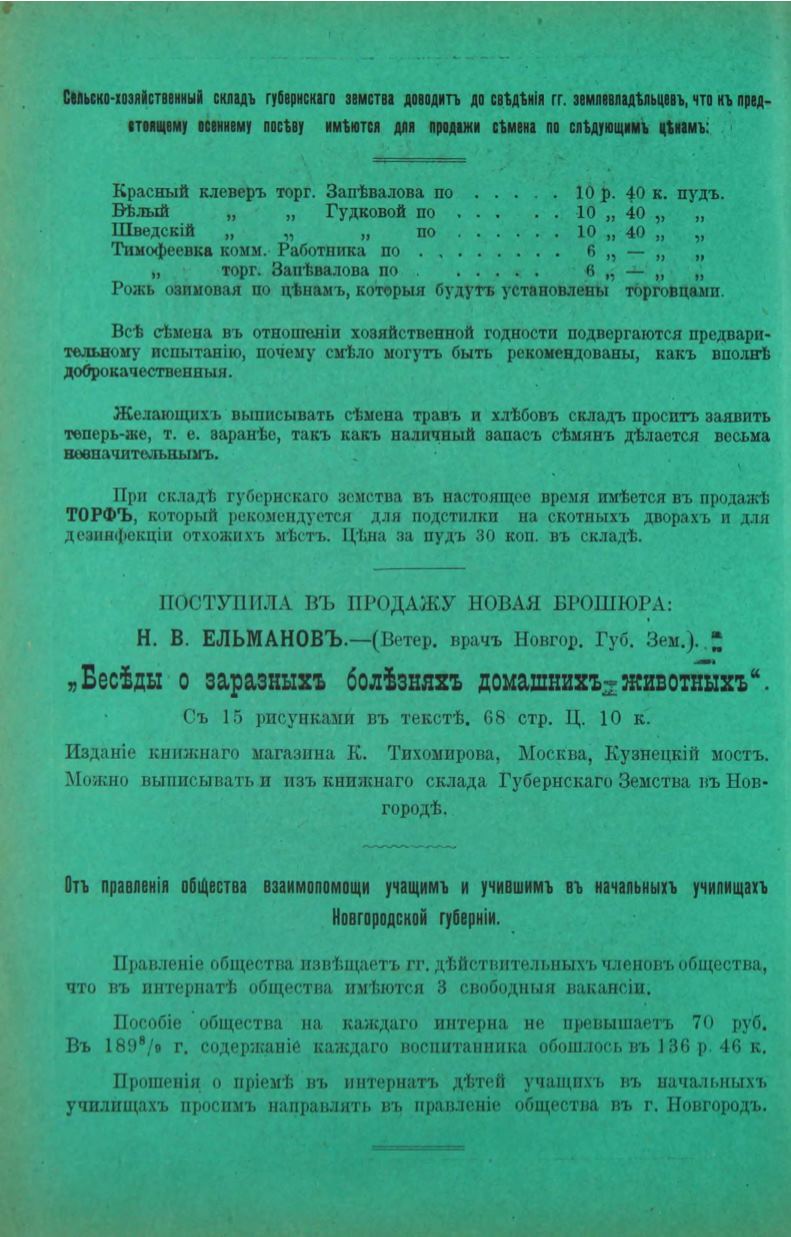 Сельско-хозяйственный складъ губернскаго земства доводитъ до свѣдѣнія гг. землевладѣльцевъ, что къ пред-
стоящему осеннему посѣву имѣются для продажи сѣмена по слѣдующимъ цѣнамъ:
Красный клеверъ торг. Запѣвалова по . . . . . 10 р. 40 к. пудъ.
Бѣлый „ „ Гудковой по . . . . . . 10 „ 40 „ „
Шведскій „ „ „ по . . . . . . 10 „ 40 „ „
Тимофеевка комм. Работника по . . . . . . . . 6 „ — „ „
„ торг. Запѣвалова по . . . . . . 6 „ — „ „
Рожь озимовая по цѣнамъ, которыя будутъ установлены торговцами.
Всѣ сѣмена въ отношеніи хозяйственной годности подвергаются предвари-
тельному испытанію, почему смѣло могутъ быть рекомендованы, какъ вполнѣ
доброкачественныя.
Желающихъ выписывать сѣмена травъ и хлѣбовъ складъ проситъ заявить
теперь-же, т. е. заранѣе, такъ какъ наличный запасъ сѣмянъ дѣлается весьма
незначительнымъ.
При складѣ губернскаго земства въ настоящее время имѣется въ продажѣ
ТОРФЪ, который рекомендуется для подстилки на скотныхъ дворахъ и для
дезинфекціи отхожихъ мѣстъ. Цѣна за пудъ 30 коп. въ складѣ.
ПОСТУПИЛА ВЪ ПРОДАЖУ НОВАЯ БРОШЮРА:
Н. В. ЕЛЬМАНОВЪ.—(Ветер. врачъ Новгор. Губ. Зем.).
„Бесѣды о заразныхъ болѣзняхъ домашнихъ животныхъ“.
Съ 15 рисунками въ текстѣ. 68 стр. Ц. 10 к.
Изданіе книжнаго магазина К. Тихомирова, Москва, Кузнецкій мостъ.
Можно выписывать и изъ книжнаго склада Губернскаго Земства въ Нов-
городѣ.
Отъ правленія общества взаимопомощи учащимъ и учившимъ въ начальныхъ училищахъ
Новгородской губерніи.
Правленіе общества извѣщаетъ гг. дѣйствительныхъ членовъ общества,
что въ интернатѣ общества имѣются 3 свободныя вакансіи.
Пособіе общества на каждаго интерна не превышаетъ 70 руб.
Въ 189⁸/₉ г. содержаніе каждаго воспитанника обошлось въ 136 р. 46 к.
Прошенія о пріемѣ въ интернатъ дѣтей учащихъ въ начальныхъ
училищахъ просимъ направлять въ правленіе общества въ г. Новгородъ.